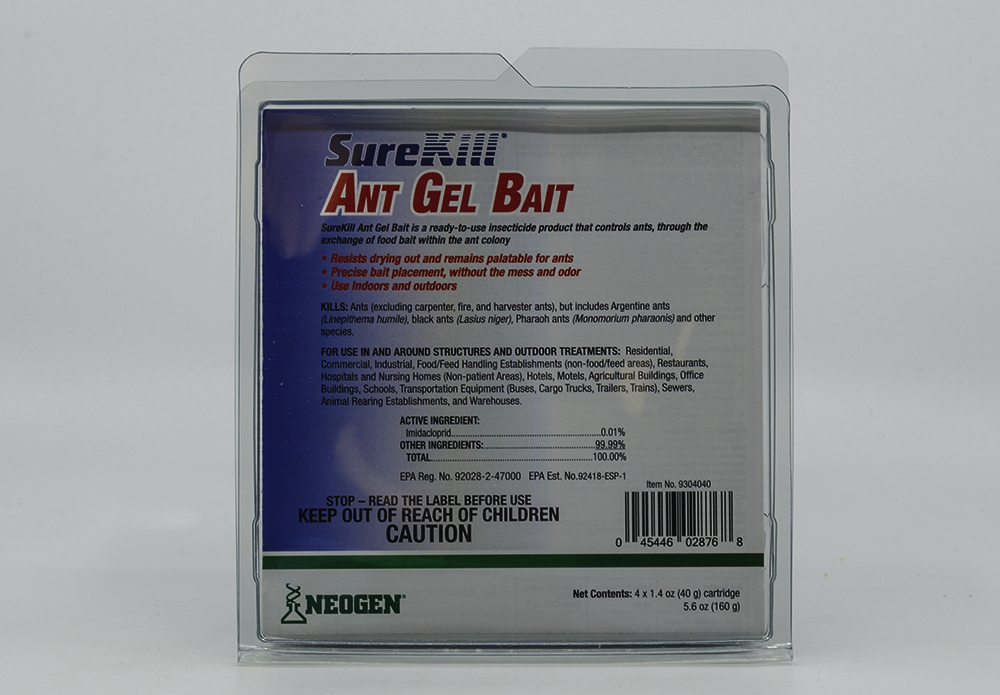 SureKill®
ANT GEL BAIT
SureKill Ant Gel Bait is a ready-to-use insecticide product that controls ants, through the
exchange of food bait within the ant colony
• Resists drying out and remains palatable for ants
• Precise bait placement, without the mess and odor
• Use indoors and outdoors
KILLS: Ants (excluding carpenter, fire, and harvester ants), but includes Argentine ants
(Linepithema humile), black ants (Lasius niger), Pharaoh ants (Monomorium pharaonis) and other
species.
FOR USE IN AND AROUND STRUCTURES AND OUTDOOR TREATMENTS: Residential,
Commercial, Industrial, Food/Feed Handling Establishments (non-food/feed areas), Restaurants,
Hospitals and Nursing Homes (Non-patient Areas), Hotels, Motels, Agricultural Buildings, Office
Buildings, Schools, Transportation Equipment (Buses, Cargo Trucks, Trailers, Trains), Sewers,
Animal Rearing Establishments, and Warehouses.
ACTIVE INGREDIENT:
Imidacloprid 0.01%
OTHER INGREDIENTS: 99.99%
TOTAL 100.00%
EPA Reg. No. 92028-2-47000 EPA Est. No.92418-ESP-1
Item No. 9304040
STOP – READ THE LABEL BEFORE USE
KEEP OUT OF REACH OF CHILDREN
CAUTION
0 45446 02876 8
NEOGEN®
Net Contents: 4 x 1.4 oz (40 g) cartridge
5.6 oz (160 g)